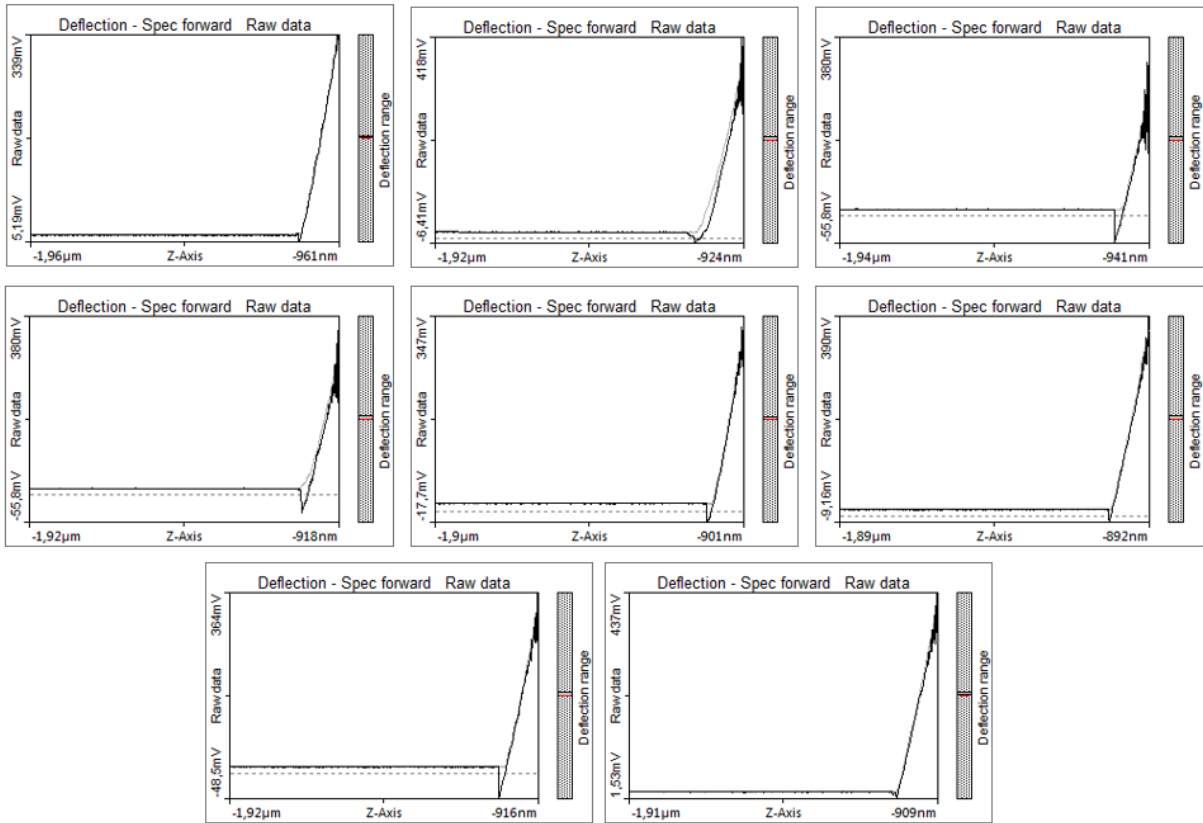 Deflection - Spec forward Raw data
339mV
Raw data
5,19mV
-1,96µm Z-Axis -961nm
Deflection range
Deflection - Spec forward Raw data
418mV
Raw data
-6,41mV
-1,92µm Z-Axis -924nm
Deflection range
Deflection - Spec forward Raw data
380mV
Raw data
-55,8mV
-1,94µm Z-Axis -941nm
Deflection range
Deflection - Spec forward Raw data
380mV
Raw data
-55,8mV
-1,92µm Z-Axis -918nm
Deflection range
Deflection - Spec forward Raw data
347mV
Raw data
-17,7mV
-1,9µm Z-Axis -901nm
Deflection range
Deflection - Spec forward Raw data
390mV
Raw data
-9,16mV
-1,89µm Z-Axis -892nm
Deflection range
Deflection - Spec forward Raw data
364mV
Raw data
-48,5mV
-1,92µm Z-Axis -916nm
Deflection range
Deflection - Spec forward Raw data
437mV
Raw data
1,53mV
-1,91µm Z-Axis -909nm
Deflection range